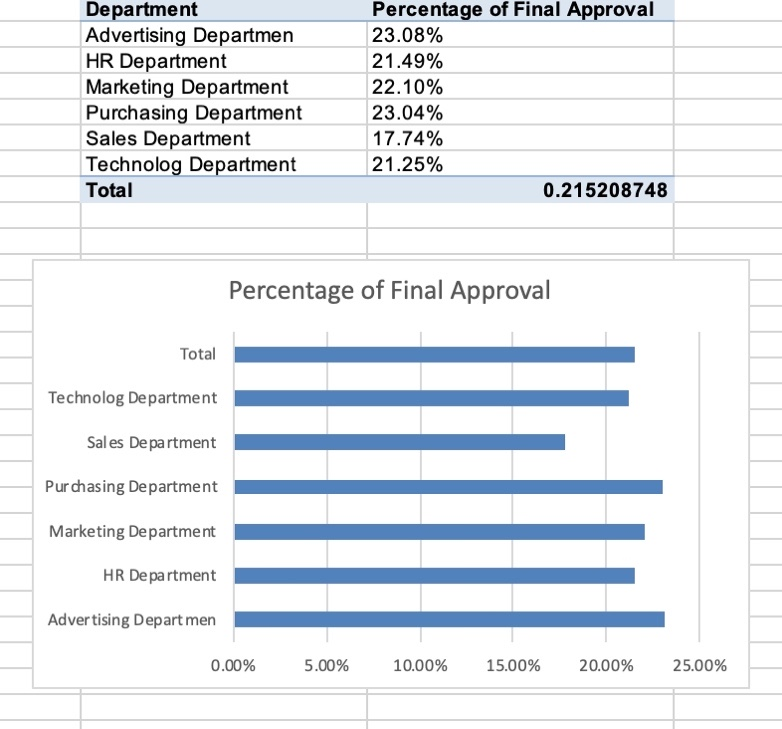 Department Percentage of Final Approval
Advertising Departmen 23.08%
HR Department 21.49%
Marketing Department 22.10%
Purchasing Department 23.04%
Sales Department 17.74%
Technolog Department 21.25%
Total 0.215208748
Percentage of Final Approval
Total
Technolog Department
Sales Department
Purchasing Department
Marketing Department
HR Department
Advertising Departmen
0.00% 5.00% 10.00% 15.00% 20.00% 25.00%